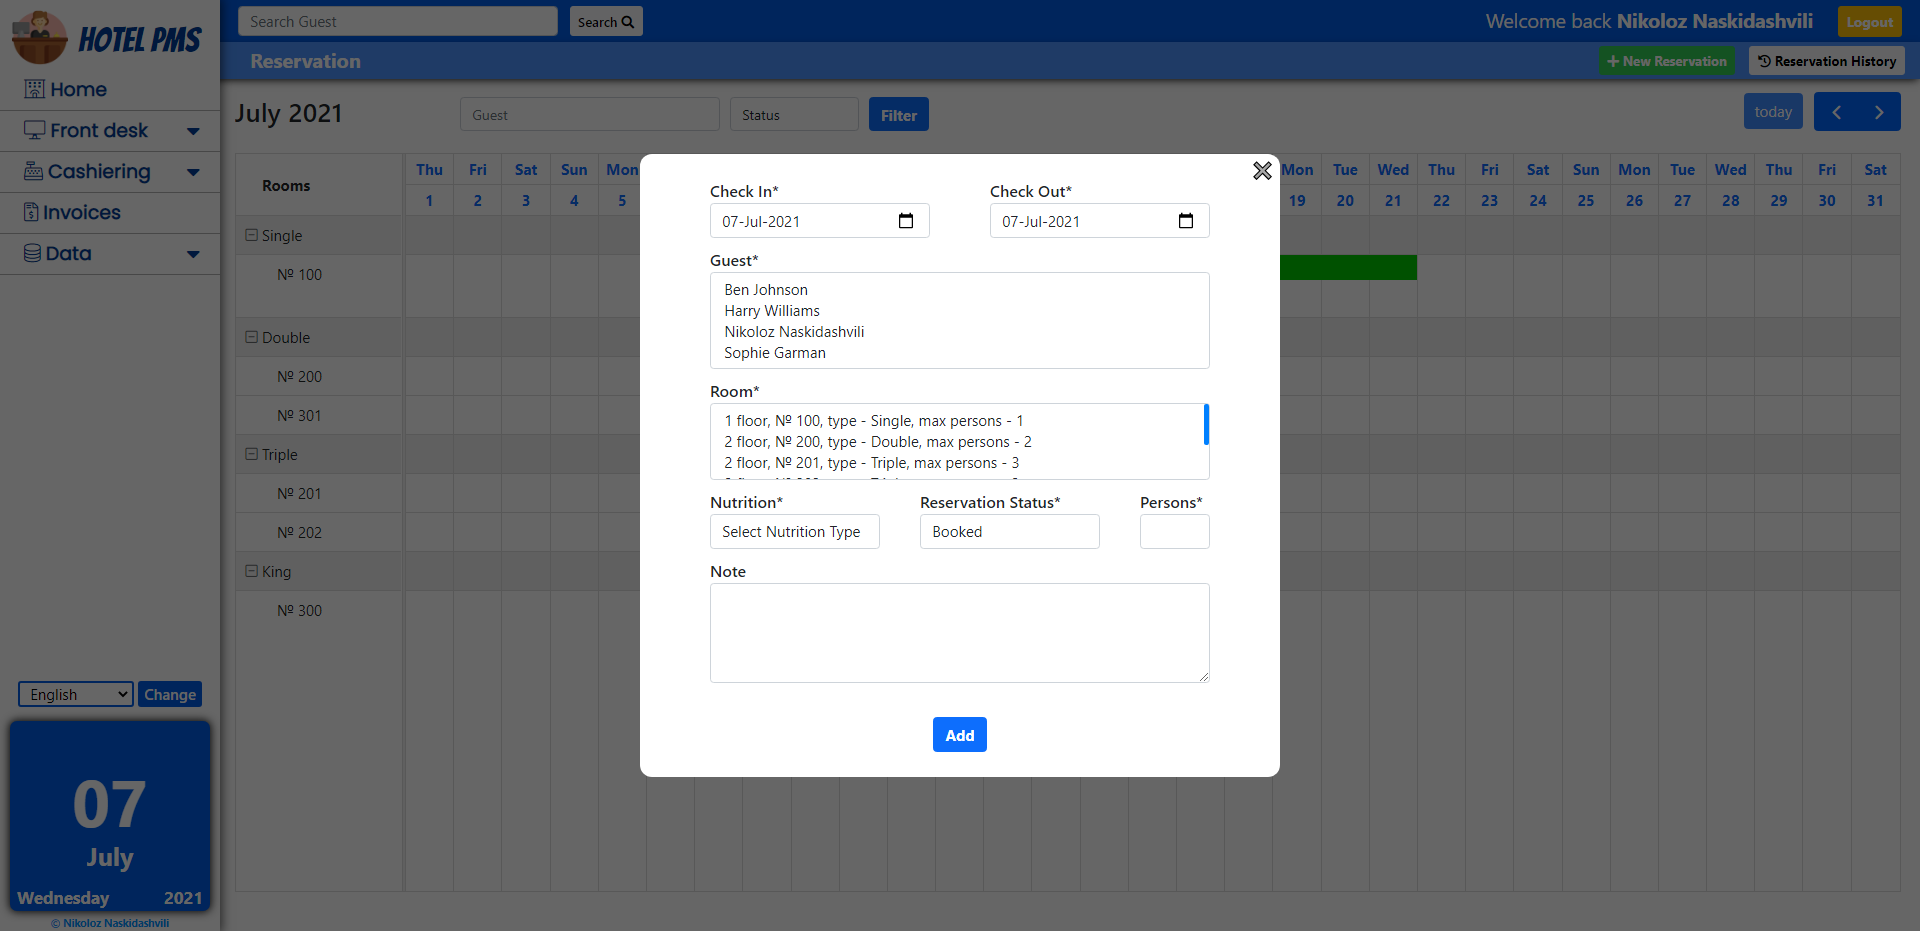 HOTEL PMS
Search Guest
Search
Welcome back Nikoloz Naskidashvili
Logout
Reservation
New Reservation
Reservation History
Home
Front desk
Cashiering
Invoices
Data
July 2021
Guest
Status
Filter
today
Rooms
Thu Fri Sat Sun Mon
1 2 3 4 5
Mon Tue Wed Thu Fri Sat Sun Mon Tue Wed Thu Fri Sat
19 20 21 22 23 24 25 26 27 28 29 30 31
Single
№ 100
Double
№ 200
№ 301
Triple
№ 201
№ 202
King
№ 300
Check In*
Check Out*
07-Jul-2021
07-Jul-2021
Guest*
Ben Johnson
Harry Williams
Nikoloz Naskidashvili
Sophie Garman
Room*
1 floor, № 100, type - Single, max persons - 1
2 floor, № 200, type - Double, max persons - 2
2 floor, № 201, type - Triple, max persons - 3
Nutrition*
Reservation Status*
Persons*
Select Nutrition Type
Booked
Note
Add
English
Change
07
July
Wednesday
2021
© Nikoloz Naskidashvili